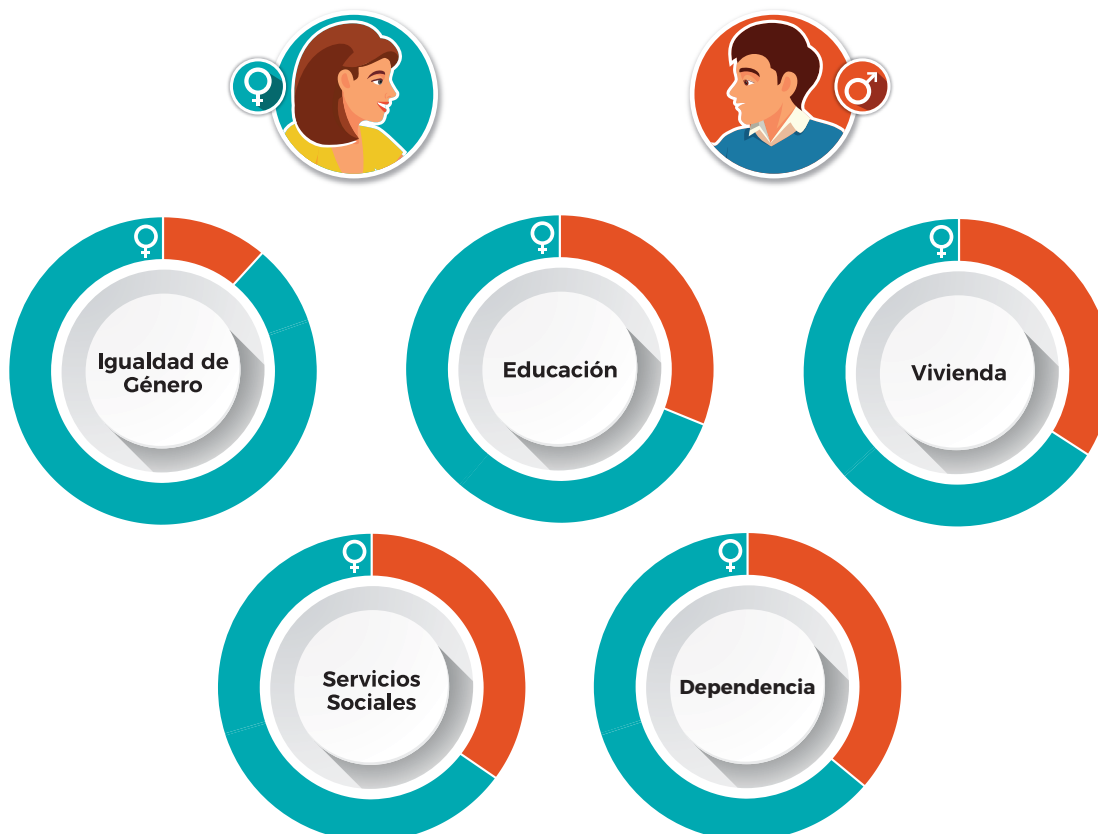 Igualdad de
Género
Educación
Vivienda
Servicios
Sociales
Dependencia